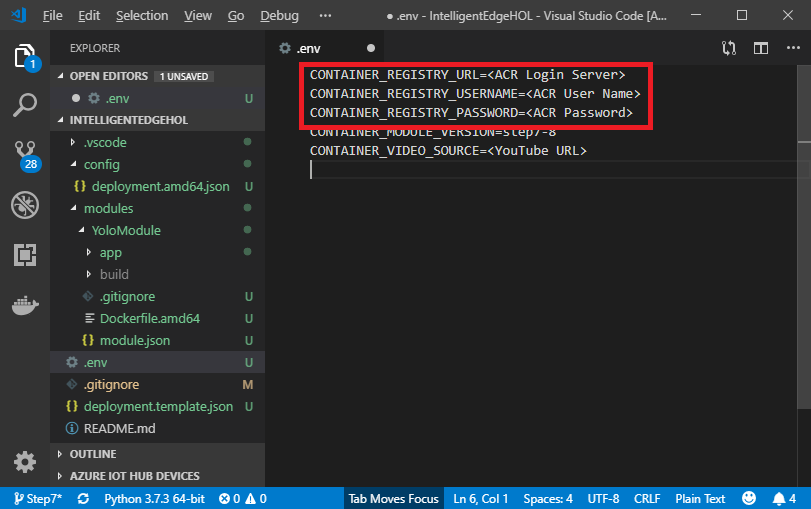 File Edit Selection View Go Debug ··· ● .env - IntelligentEdgeHOL - Visual Studio Code [A...
EXPLORER
.env
OPEN EDITORS 1 UNSAVED
.env U
INTELLIGENTEDGEHOL
.vscode
config
{} deployment.amd64.json U
modules
YoloModule
app
build
.gitignore U
Dockerfile.amd64 U
{} module.json U
.env U
.gitignore M
{} deployment.template.json U
README.md
OUTLINE
AZURE IOT HUB DEVICES
1
28
CONTAINER_REGISTRY_URL=<ACR Login Server>
CONTAINER_REGISTRY_USERNAME=<ACR User Name>
CONTAINER_REGISTRY_PASSWORD=<ACR Password>
CONTAINER_MODULE_VERSION=Step7-8
CONTAINER_VIDEO_SOURCE=<YouTube URL>
Step7* Python 3.7.3 64-bit 0 0 Tab Moves Focus Ln 6, Col 1 Spaces: 4 UTF-8 CRLF Plain Text 4